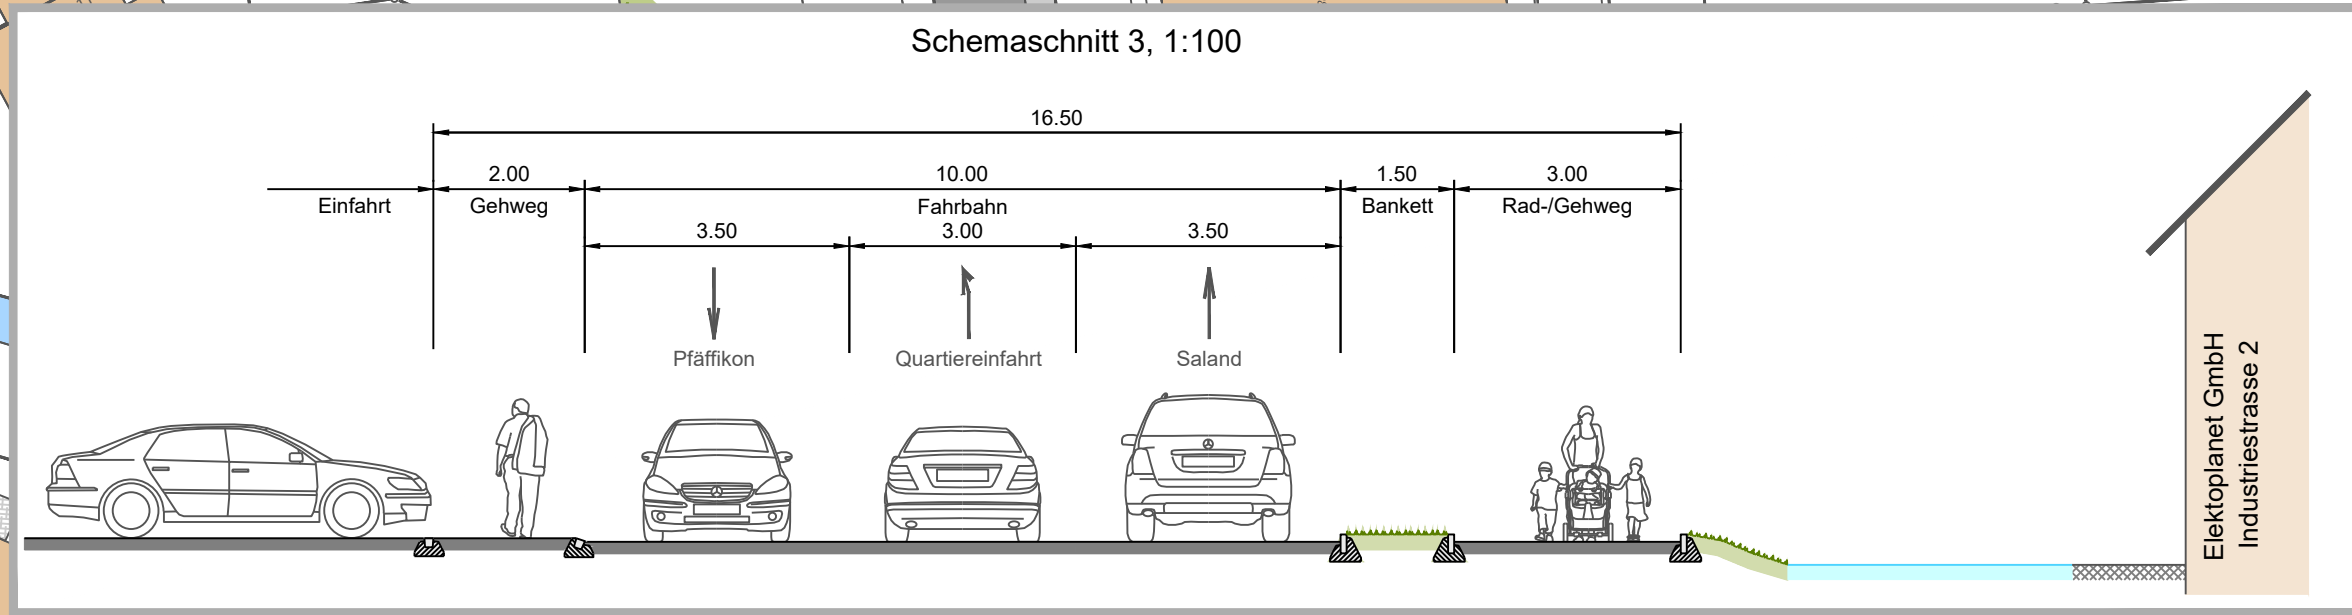 Schemaschnitt 3, 1:100
16.50
2.00
10.00
1.50
3.00
Einfahrt
Gehweg
Fahrbahn
Bankett
Rad-/Gehweg
3.50
3.00
3.50
Pfäffikon
Quartiereinfahrt
Saland
Elektoplanet GmbH
Industriestrasse 2